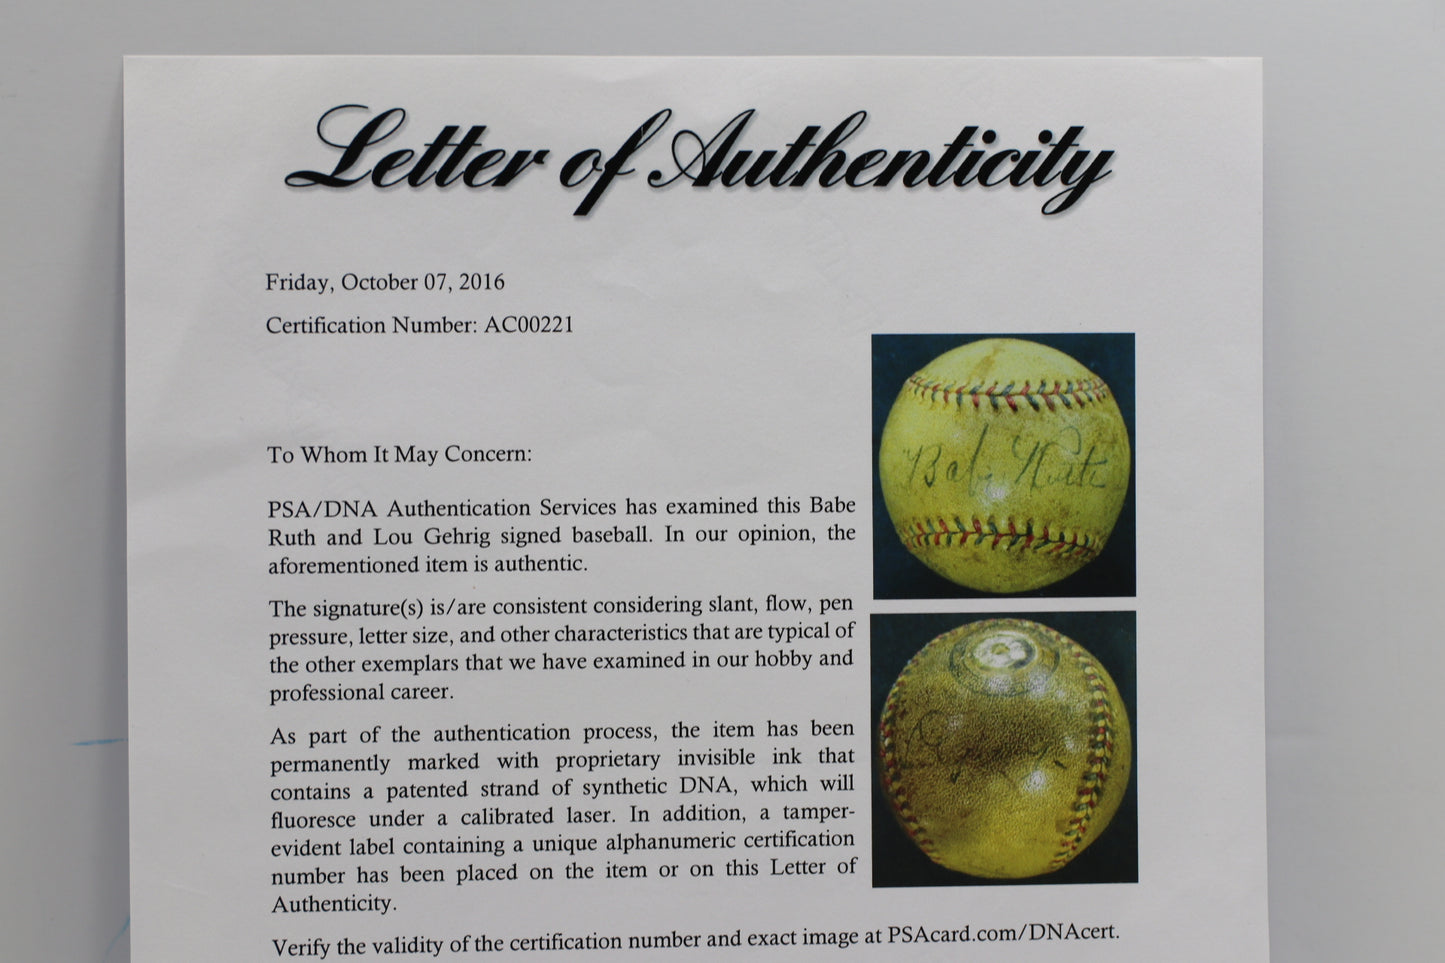 Letter of Authenticity
Friday, October 07, 2016
Certification Number: AC00221
To Whom It May Concern:
PSA/DNA Authentication Services has examined this Babe
Ruth and Lou Gehrig signed baseball. In our opinion, the
aforementioned item is authentic.
The signature(s) is/are consistent considering slant, flow, pen
pressure, letter size, and other characteristics that are typical of
the other exemplars that we have examined in our hobby and
professional career.
As part of the authentication process, the item has been
permanently marked with proprietary invisible ink that
contains a patented strand of synthetic DNA, which will
fluoresce under a calibrated laser. In addition, a tamper-
evident label containing a unique alphanumeric certification
number has been placed on the item or on this Letter of
Authenticity.
Verify the validity of the certification number and exact image at PSAcard.com/DNAcert.
Babe Ruth